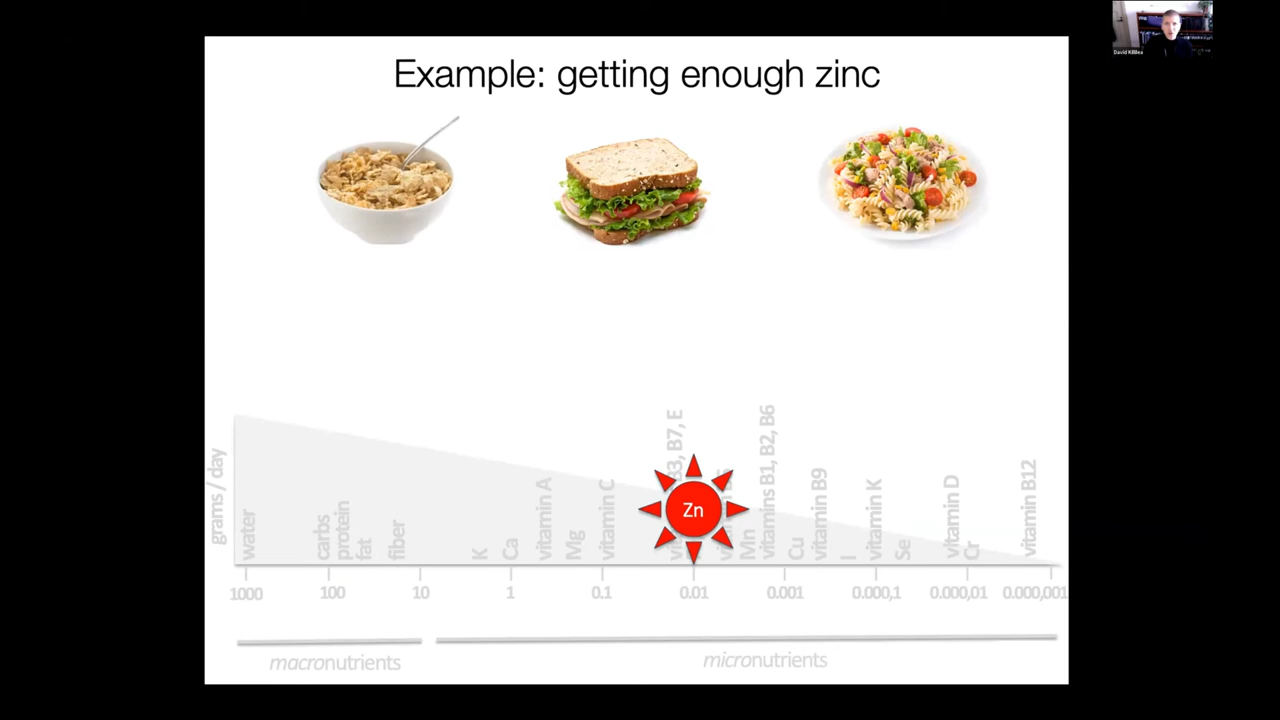 David Killilea
Example: getting enough zinc
grams / day
water
carbs
protein
fat
fiber
K
Ca
vitamin A
Mg
vitamin C
B3, B7, E
Zn
Mn
vitamins B1, B2, B6
Cu
vitamin B9
I
vitamin K
Se
vitamin D
Cr
vitamin B12
1000 100 10 1 0.1 0.01 0.001 0.000,1 0.000,01 0.000,001
macronutrients micronutrients